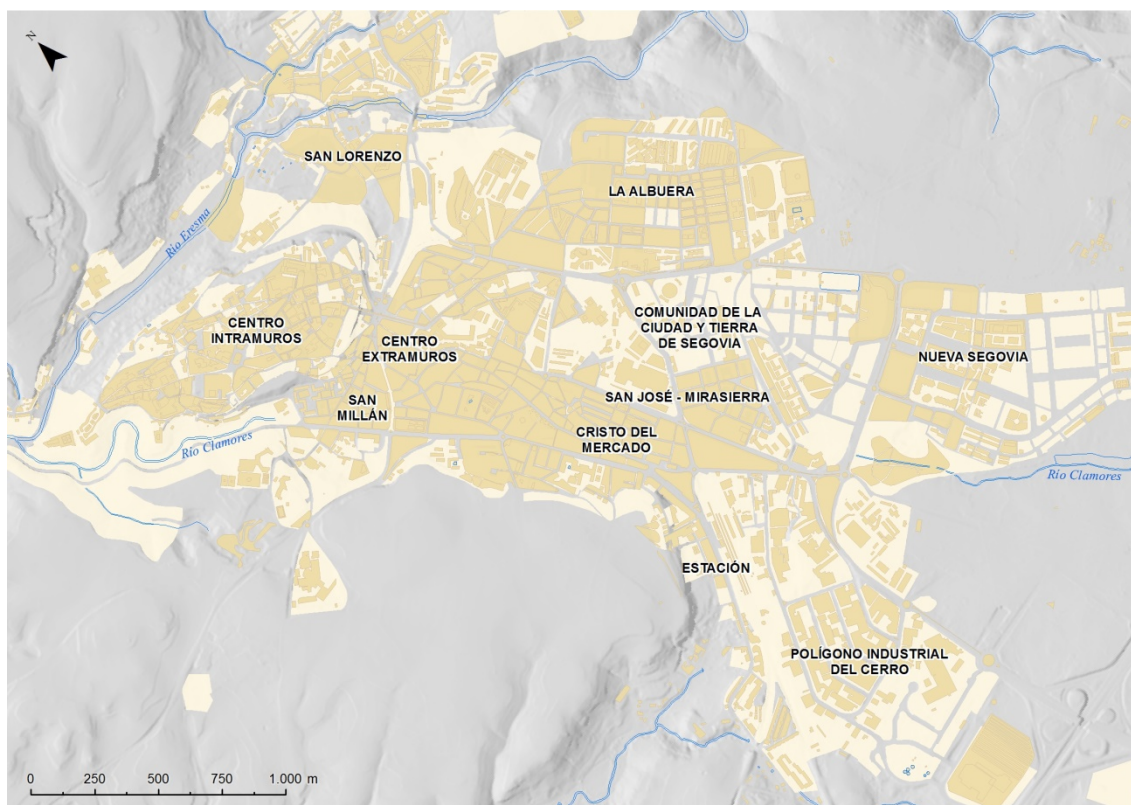 N
SAN LORENZO
LA ALBUERA
Río Eresma
CENTRO
INTRAMUROS
CENTRO
EXTRAMUROS
COMUNIDAD DE LA
CIUDAD Y TIERRA
DE SEGOVIA
NUEVA SEGOVIA
SAN
MILLÁN
SAN JOSÉ - MIRASIERRA
CRISTO DEL
MERCADO
Río Clamores
Río Clamores
ESTACIÓN
POLÍGONO INDUSTRIAL
DEL CERRO
0 250 500 750 1.000 m